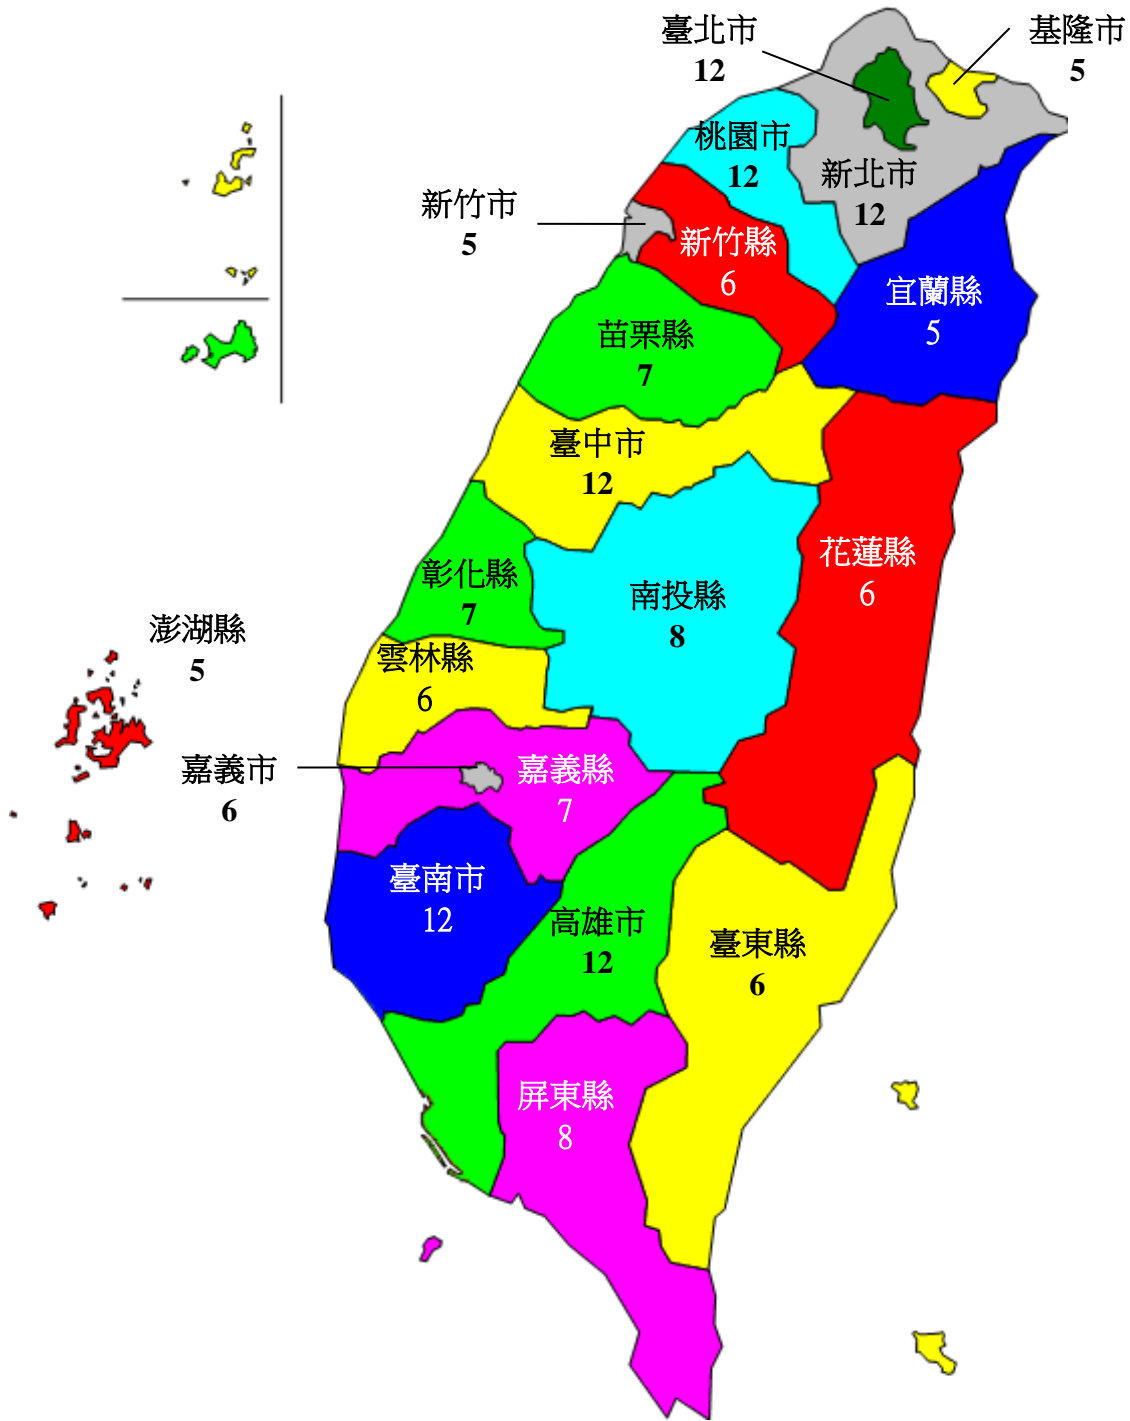 臺北市
12
基隆市
5
桃園市
12
新北市
12
新竹市
5
新竹縣
6
宜蘭縣
5
苗栗縣
7
臺中市
12
花蓮縣
6
彰化縣
7
南投縣
8
澎湖縣
5
雲林縣
6
嘉義市
6
嘉義縣
7
臺南市
12
高雄市
12
臺東縣
6
屏東縣
8